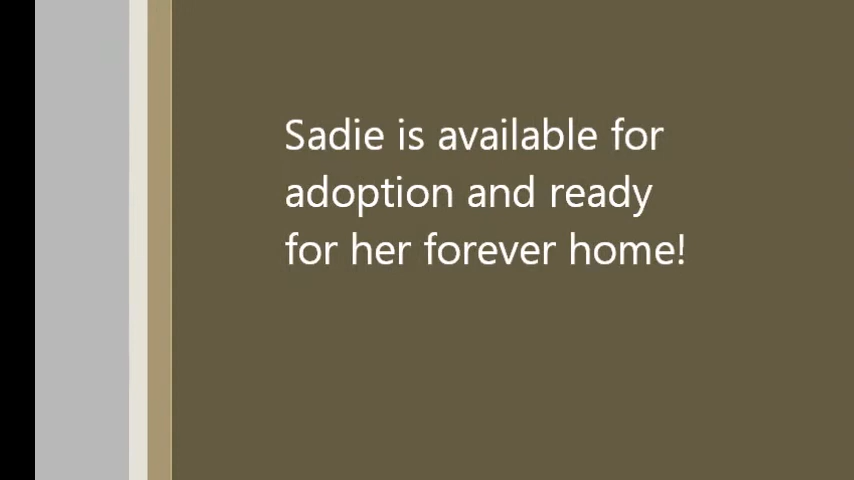 Sadie is available for
adoption and ready
for her forever home!